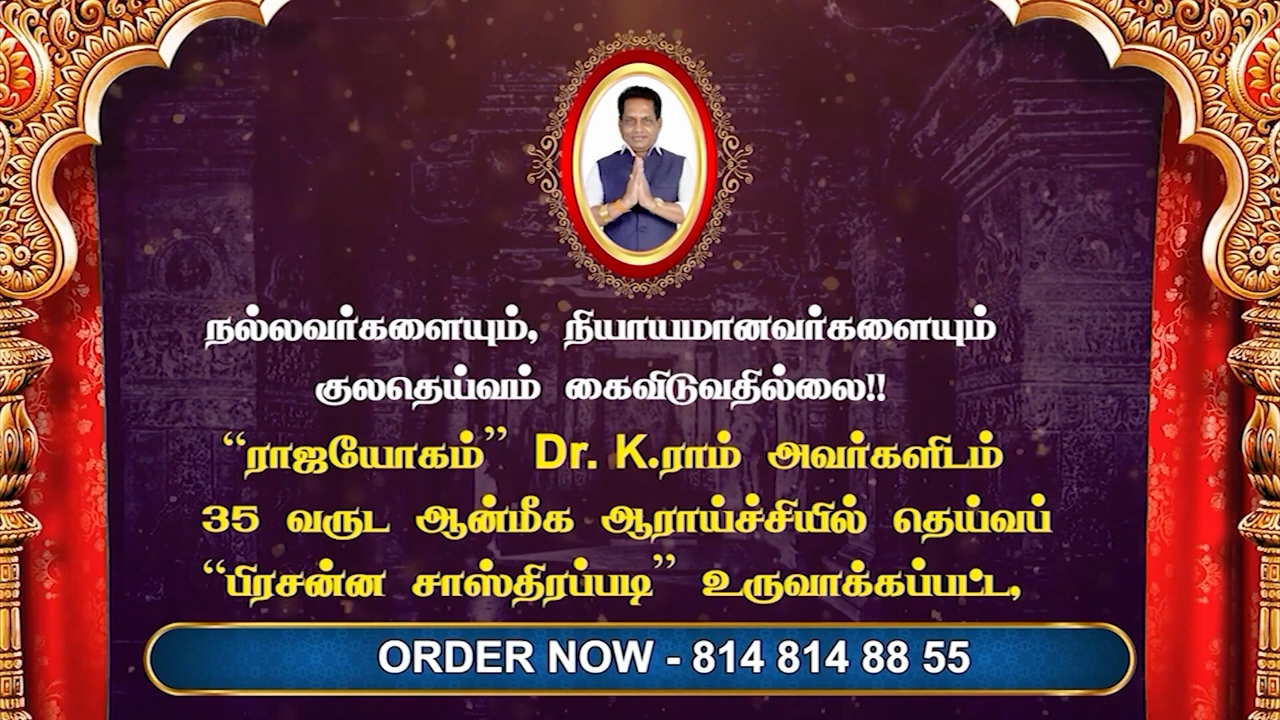 நல்லவர்களையும், நியாயமானவர்களையும்
குலதெய்வம் கைவிடுவதில்லை!!
“ராஜயோகம்” Dr. K.ராம் அவர்களிடம்
35 வருட ஆன்மீக ஆராய்ச்சியில் தெய்வப்
“பிரசன்ன சாஸ்திரப்படி” உருவாக்கப்பட்ட,
ORDER NOW - 814 814 88 55